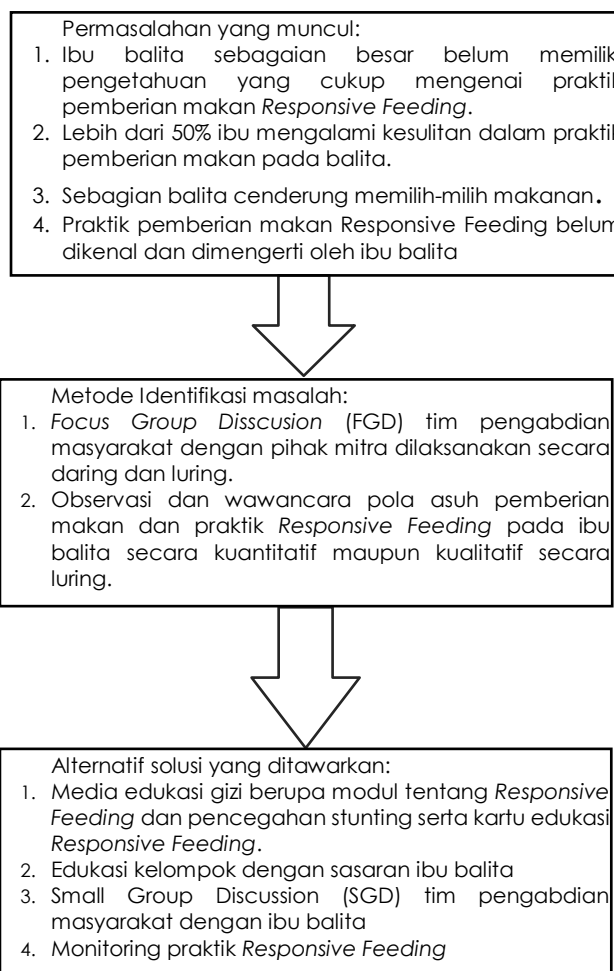 Permasalahan yang muncul:
1. Ibu balita sebagaian besar belum memilik
pengetahuan yang cukup mengenai praktil
pemberian makan Responsive Feeding.
2. Lebih dari 50% ibu mengalami kesulitan dalam praktil
pemberian makan pada balita.
3. Sebagian balita cenderung memilih-milih makanan.
4. Praktik pemberian makan Responsive Feeding belum
dikenal dan dimengerti oleh ibu balita
Metode Identifikasi masalah:
1. Focus Group Disscusion (FGD) tim pengabdian
masyarakat dengan pihak mitra dilaksanakan secara
daring dan luring.
2. Observasi dan wawancara pola asuh pemberian
makan dan praktik Responsive Feeding pada ibu
balita secara kuantitatif maupun kualitatif secara
luring.
Alternatif solusi yang ditawarkan:
1. Media edukasi gizi berupa modul tentang Responsive
Feeding dan pencegahan stunting serta kartu edukasi
Responsive Feeding.
2. Edukasi kelompok dengan sasaran ibu balita
3. Small Group Discussion (SGD) tim pengabdian
masyarakat dengan ibu balita
4. Monitoring praktik Responsive Feeding